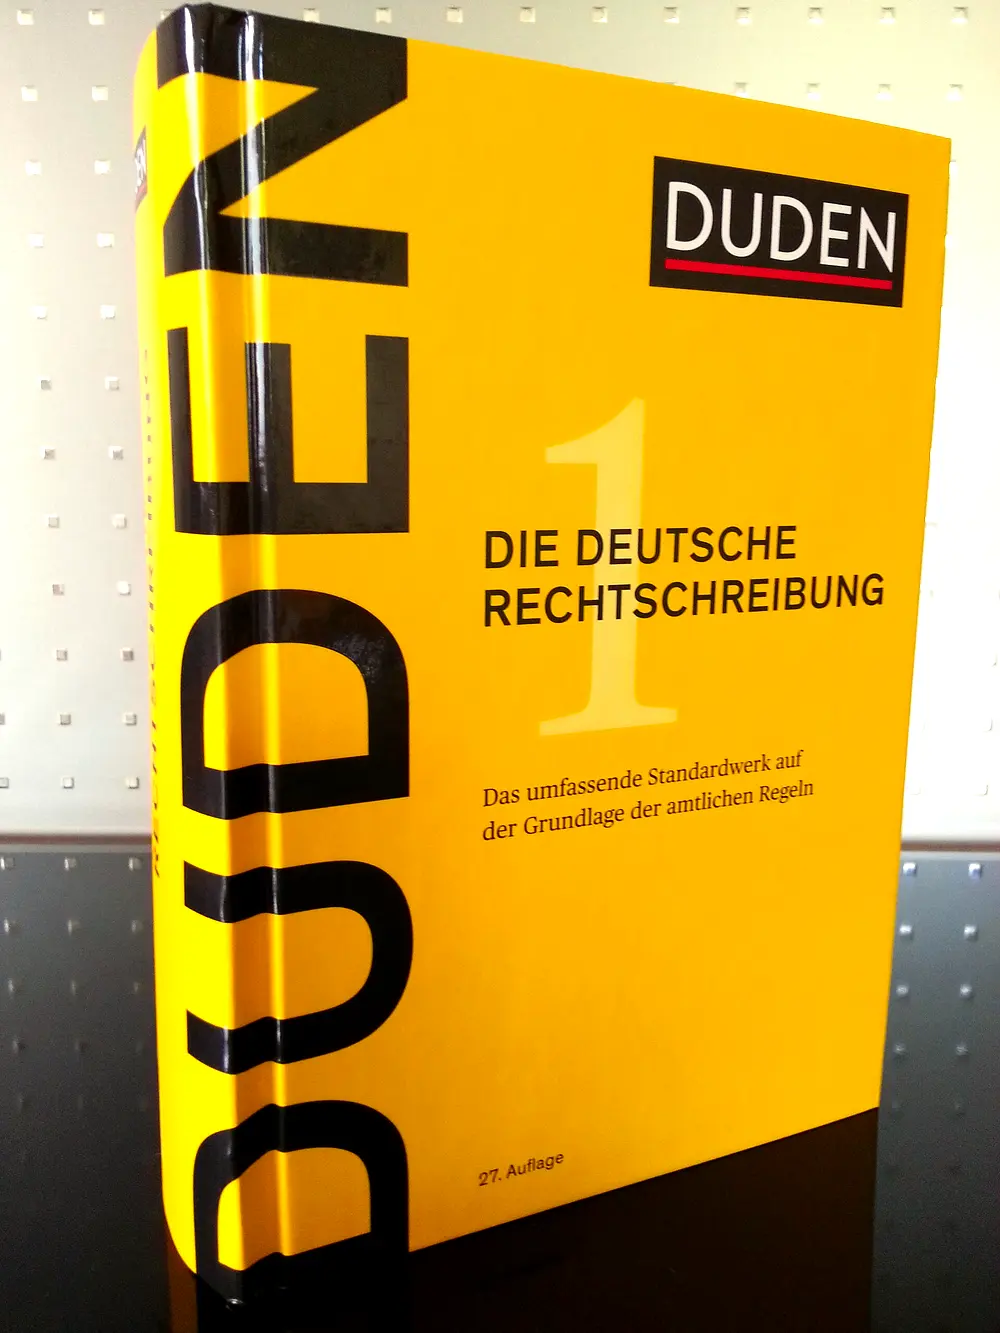 DUDEN
DUDEN
1
DIE DEUTSCHE
RECHTSCHREIBUNG
Das umfassende Standardwerk auf
der Grundlage der amtlichen Regeln
27. Auflage